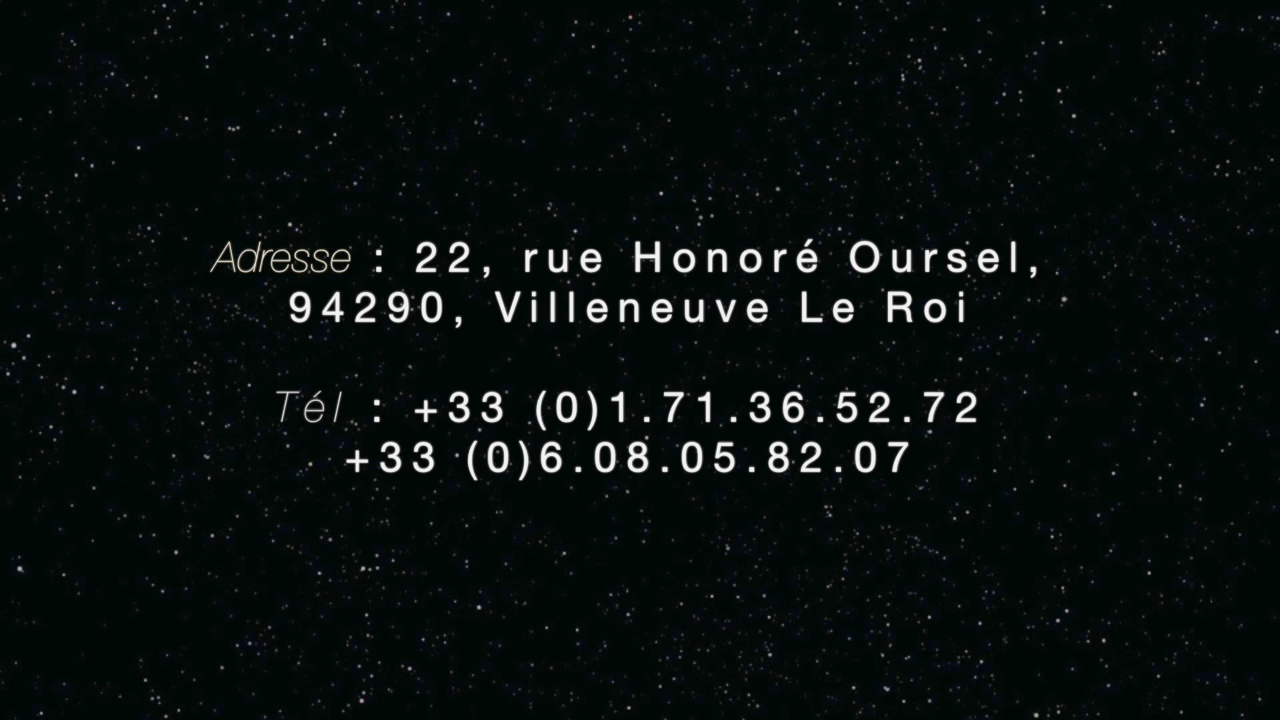 Adresse : 22, rue Honoré Oursel,
94290, Villeneuve Le Roi
Tél : +33 (0)1.71.36.52.72
+33 (0)6.08.05.82.07